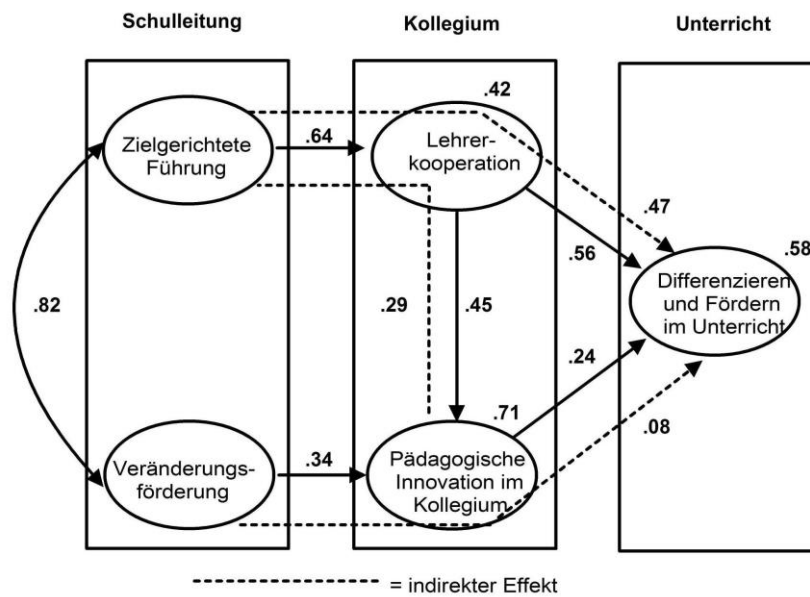 Schulleitung
Kollegium
Unterricht
.42
Zielgerichtete
Führung
.64
Lehrer-
kooperation
.47
.56
.58
Differenzieren
und Fördern
im Unterricht
.82
.29
.45
.24
.71
.08
Veränderungs-
förderung
.34
Pädagogische
Innovation im
Kollegium
= indirekter Effekt